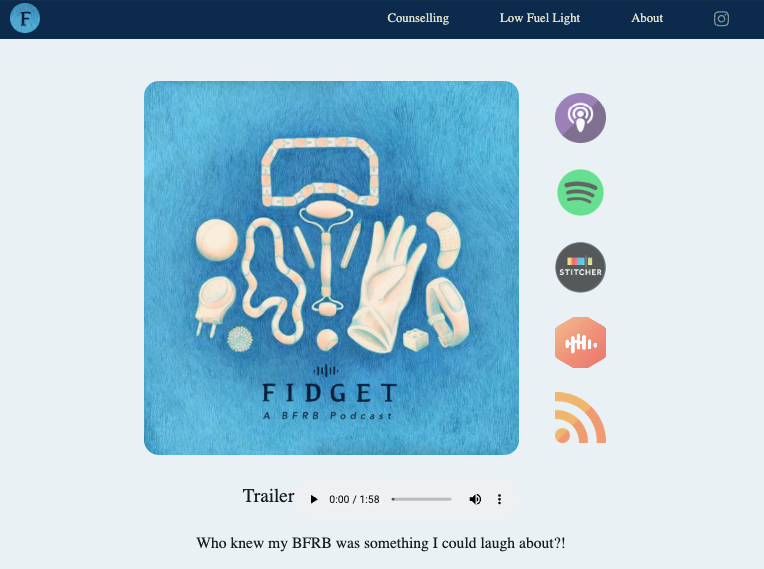 F
Counselling
Low Fuel Light
About
FIDGET
A BFRB Podcast
STITCHER
Trailer
0:00 / 1:58
Who knew my BFRB was something I could laugh about?!